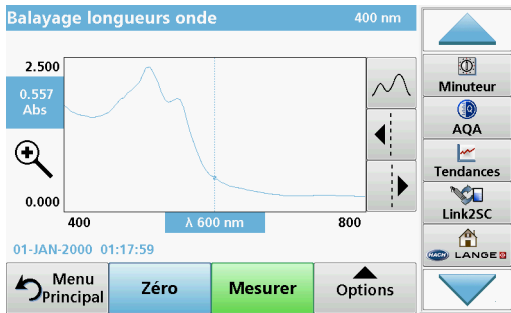 Balayage longueurs onde
400 nm
2.500
0.557
Abs
0.000
400
λ 600 nm
800
01-JAN-2000 01:17:59
Menu
Principal
Zéro
Mesurer
Options
Minuteur
AQA
Tendances
Link2SC
HACH LANGE